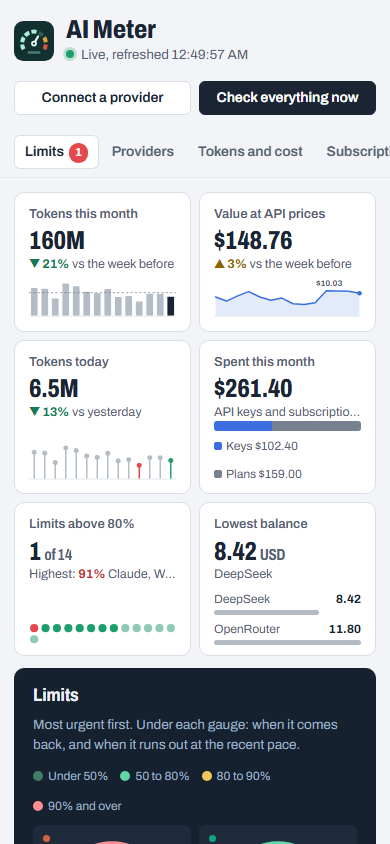 AI Meter
Live, refreshed 12:49:57 AM
Connect a provider
Check everything now
Limits 1
Providers
Tokens and cost
Subscripti
Tokens this month
160M
▼21% vs the week before
Value at API prices
$148.76
▲3% vs the week before
$10.03
Tokens today
6.5M
▼13% vs yesterday
Spent this month
$261.40
API keys and subscriptio...
Keys $102.40
Plans $159.00
Limits above 80%
1 of 14
Highest: 91% Claude, W...
Lowest balance
8.42 USD
DeepSeek
DeepSeek 8.42
OpenRouter 11.80
Limits
Most urgent first. Under each gauge: when it comes
back, and when it runs out at the recent pace.
Under 50%
50 to 80%
80 to 90%
90% and over